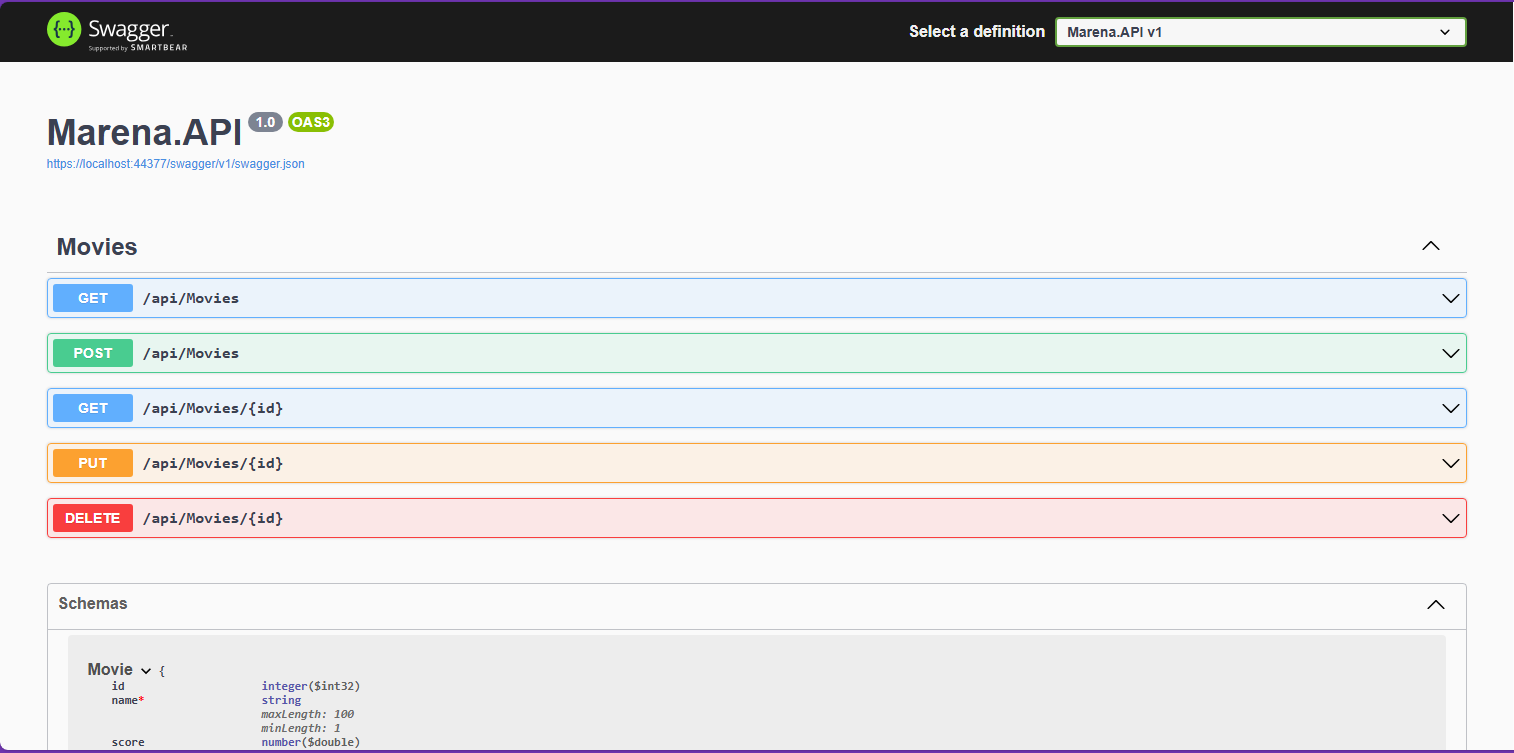 Swagger
Supported by SMARTBEAR
Select a definition
Marena.API v1
Marena.API 1.0 OAS3
https://localhost:44377/swagger/v1/swagger.json
Movies
GET /api/Movies
POST /api/Movies
GET /api/Movies/{id}
PUT /api/Movies/{id}
DELETE /api/Movies/{id}
Schemas
Movie {
id integer($int32)
name* string
maxLength: 100
minLength: 1
score number($double)